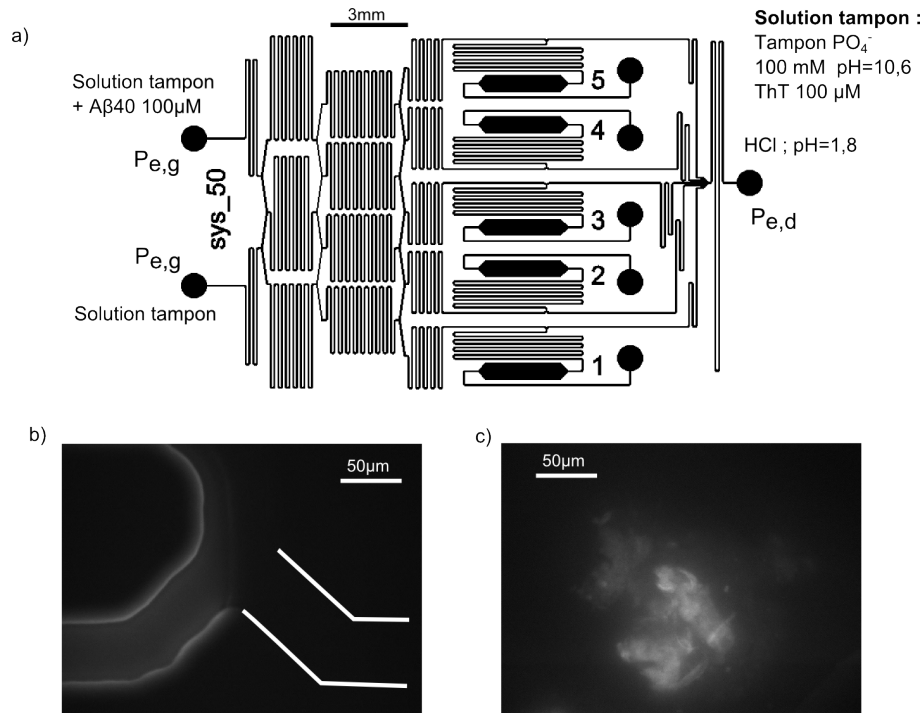 a)
3mm
Solution tampon :
Tampon PO₄⁻
100 mM pH=10,6
ThT 100 µM
Solution tampon
+ Aβ40 100µM
Pe,g
sys_50
Pe,g
Solution tampon
5
4
3
2
1
HCl ; pH=1,8
Pe,d
b)
50µm
c)
50µm